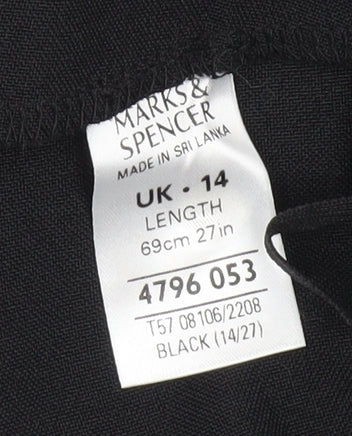 MARKS &
SPENCER
MADE IN SRI LANKA
UK · 14
LENGTH
69cm 27in
4796 053
T57 08106/2208
BLACK (14/27)